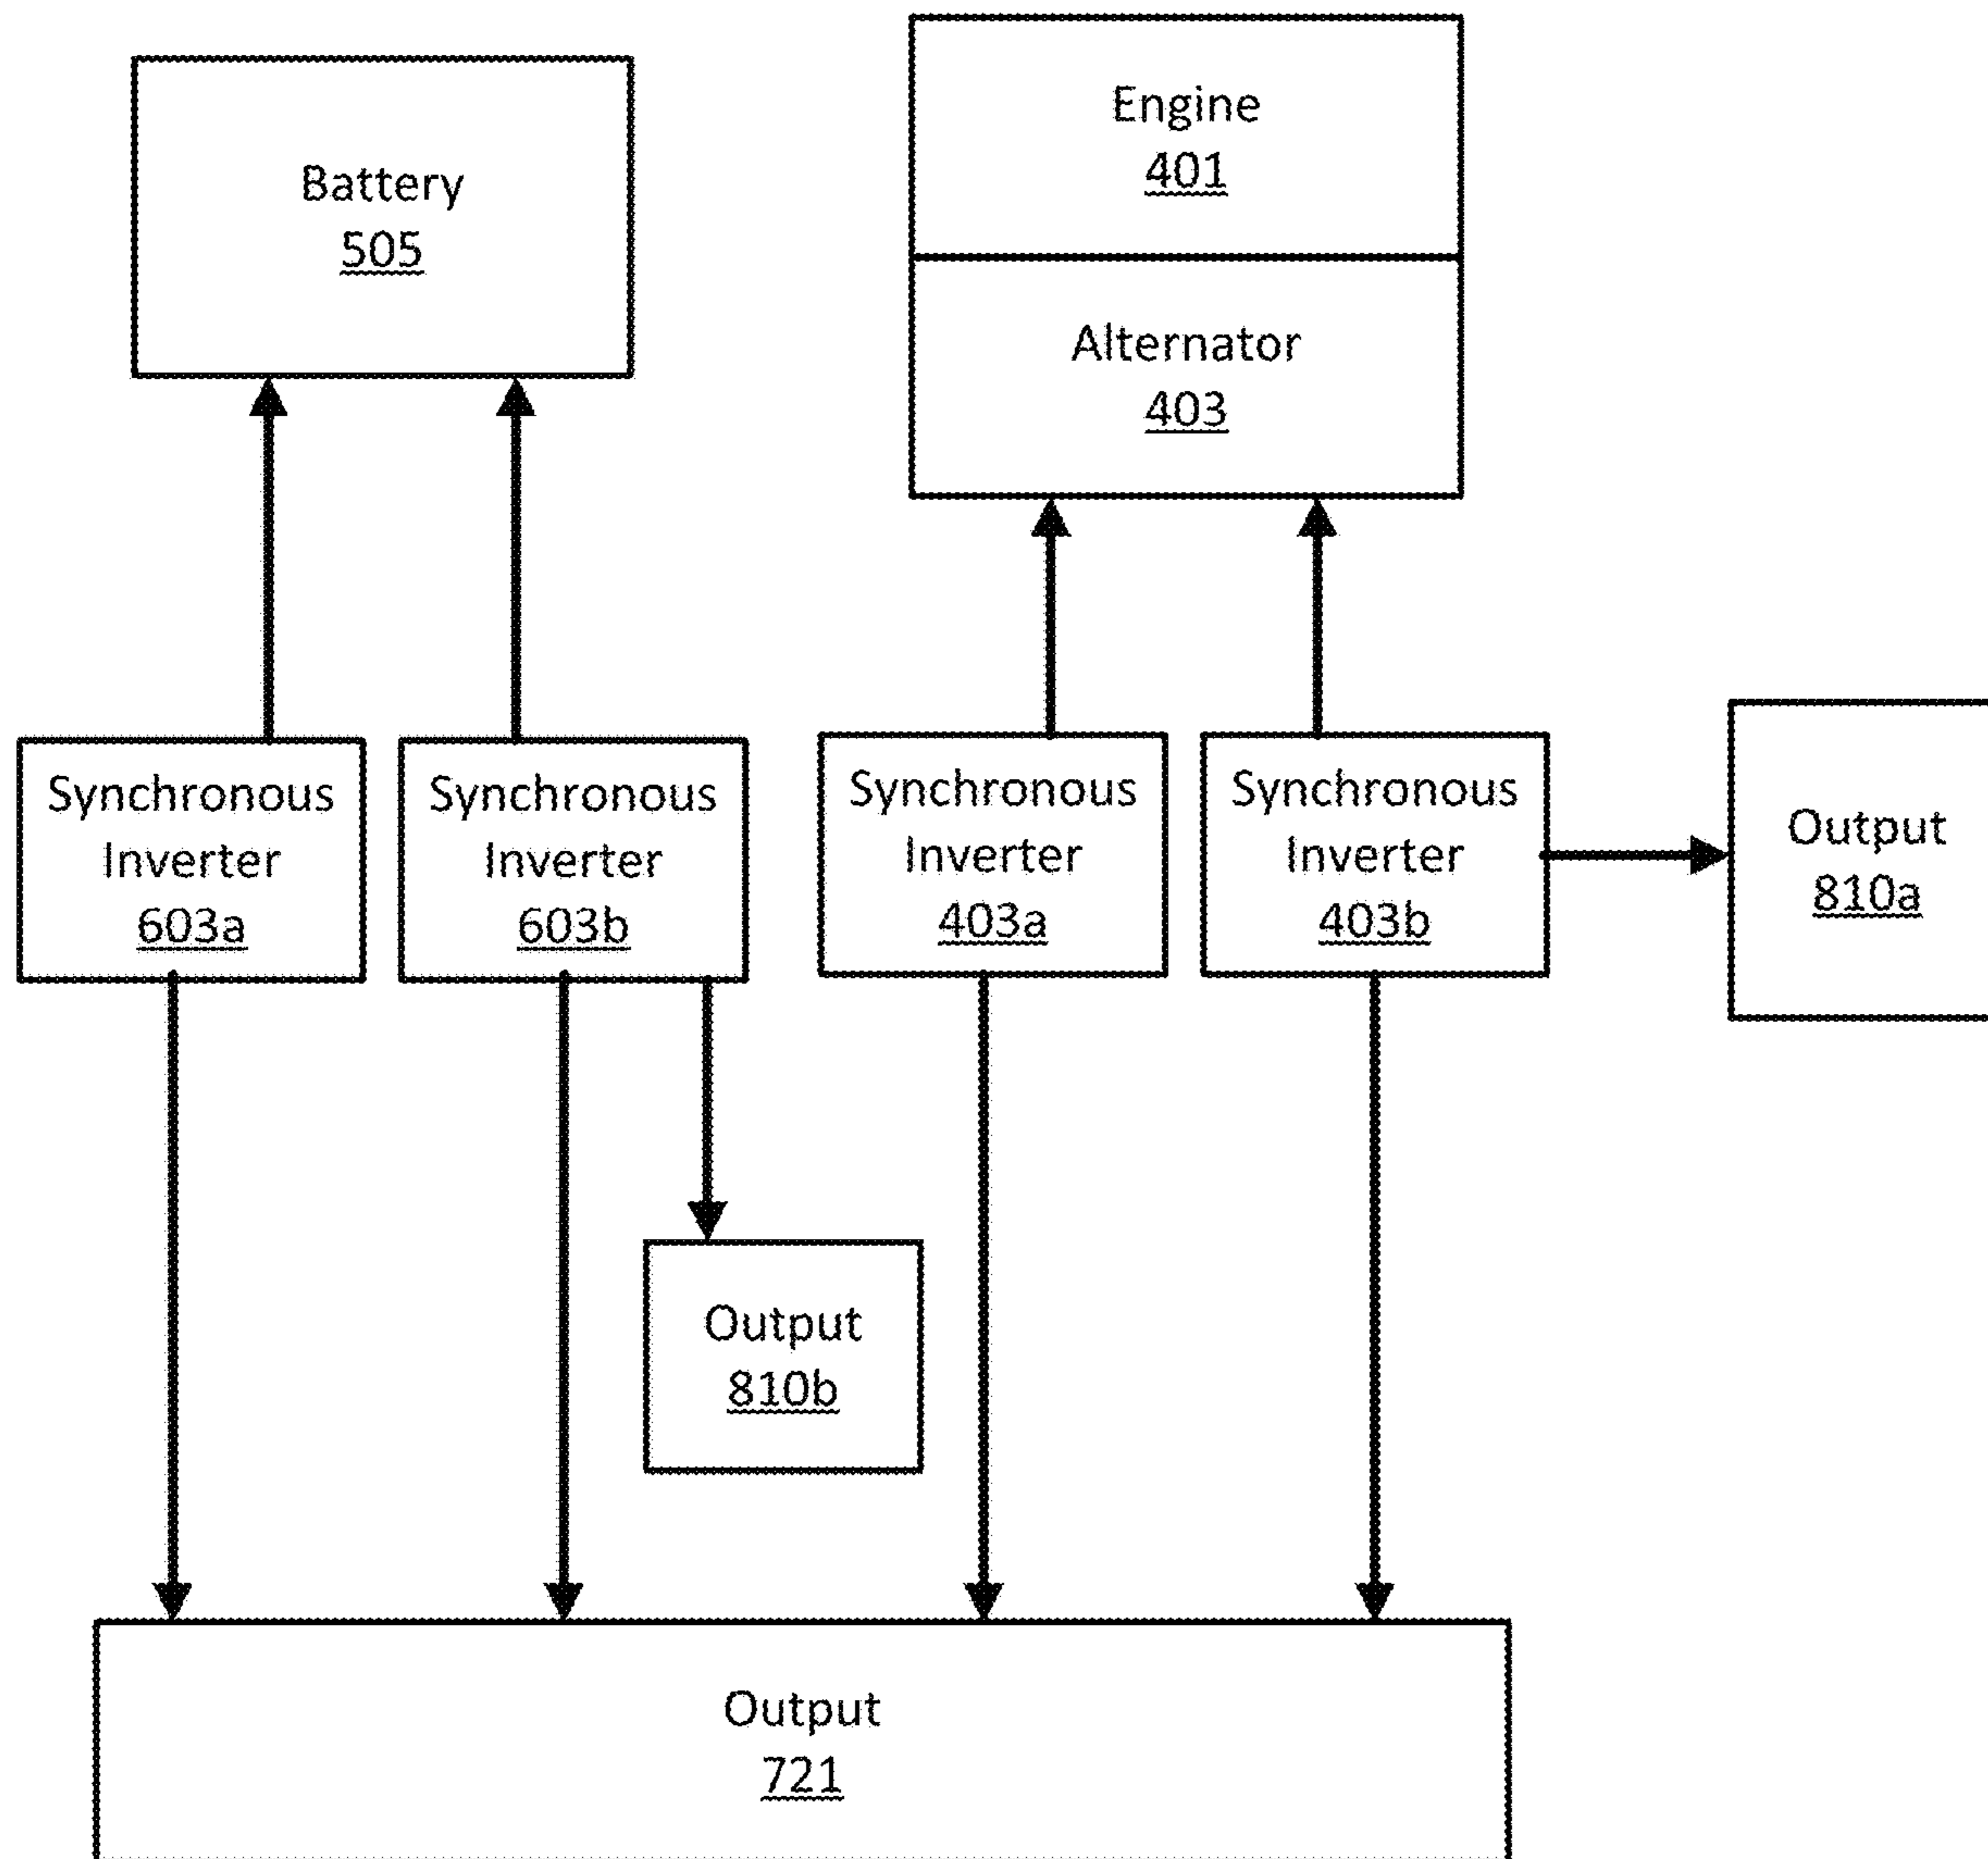 Battery
505
Engine
401
Alternator
403
Synchronous
Inverter
603a
Synchronous
Inverter
603b
Synchronous
Inverter
403a
Synchronous
Inverter
403b
Output
810a
Output
810b
Output
721